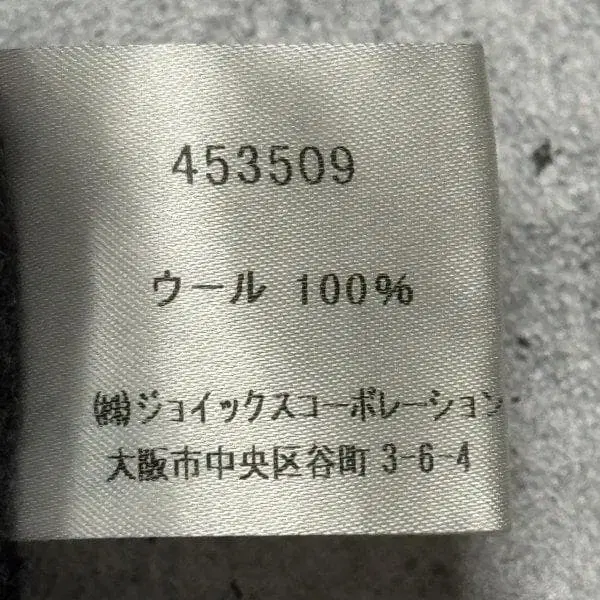 453509
ウール 100%
㈱ジョイックスコーポレーション
大阪市中央区谷町 3-6-4